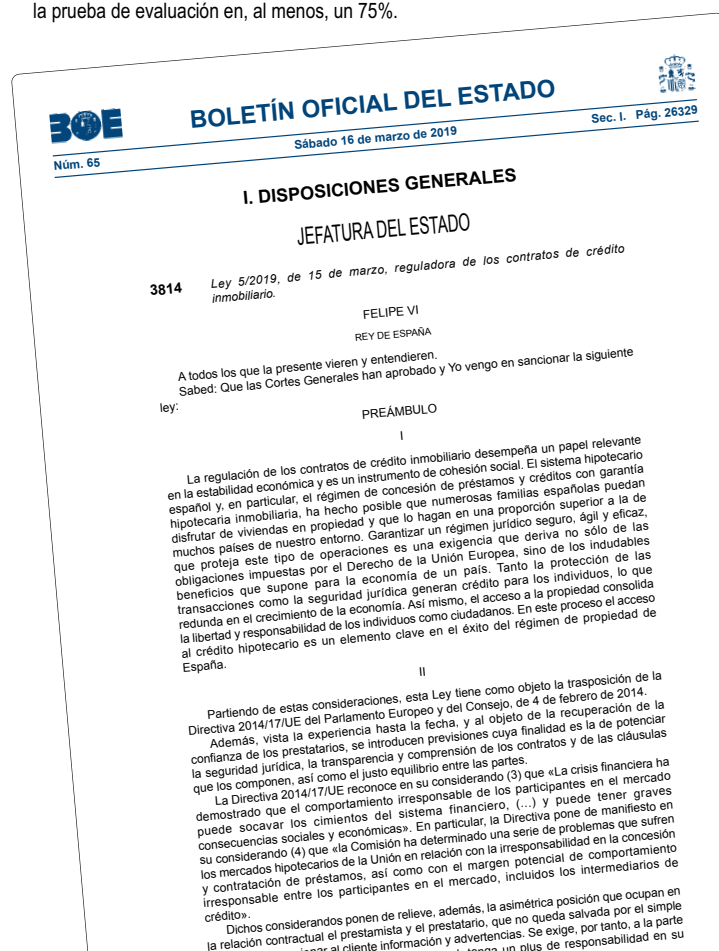 la prueba de evaluación en, al menos, un 75%.
BOE
BOLETÍN OFICIAL DEL ESTADO
Núm. 65
Sábado 16 de marzo de 2019
Sec. I. Pág. 26329
I. DISPOSICIONES GENERALES
JEFATURA DEL ESTADO
3814 Ley 5/2019, de 15 de marzo, reguladora de los contratos de crédito
inmobiliario.
FELIPE VI
REY DE ESPAÑA
A todos los que la presente vieren y entendieren.
Sabed: Que las Cortes Generales han aprobado y Yo vengo en sancionar la siguiente
ley:
PREÁMBULO
I
La regulación de los contratos de crédito inmobiliario desempeña un papel relevante
en la estabilidad económica y es un instrumento de cohesión social. El sistema hipotecario
español y, en particular, el régimen de concesión de préstamos y créditos con garantía
hipotecaria inmobiliaria, ha hecho posible que numerosas familias españolas puedan
disfrutar de viviendas en propiedad y que lo hagan en una proporción superior a la de
muchos países de nuestro entorno. Garantizar un régimen jurídico seguro, ágil y eficaz,
que proteja este tipo de operaciones es una exigencia que deriva no sólo de las
obligaciones impuestas por el Derecho de la Unión Europea, sino de los indudables
beneficios que supone para la economía de un país. Tanto la protección de las
transacciones como la seguridad jurídica generan crédito para los individuos, lo que
redunda en el crecimiento de la economía. Así mismo, el acceso a la propiedad consolida
la libertad y responsabilidad de los individuos como ciudadanos. En este proceso el acceso
al crédito hipotecario es un elemento clave en el éxito del régimen de propiedad de
España.
II
Partiendo de estas consideraciones, esta Ley tiene como objeto la trasposición de la
Directiva 2014/17/UE del Parlamento Europeo y del Consejo, de 4 de febrero de 2014.
Además, vista la experiencia hasta la fecha, y al objeto de la recuperación de la
confianza de los prestatarios, se introducen previsiones cuya finalidad es la de potenciar
la seguridad jurídica, la transparencia y comprensión de los contratos y de las cláusulas
que los componen, así como el justo equilibrio entre las partes.
La Directiva 2014/17/UE reconoce en su considerando (3) que «La crisis financiera ha
demostrado que el comportamiento irresponsable de los participantes en el mercado
puede socavar los cimientos del sistema financiero, (...) y puede tener graves
consecuencias sociales y económicas». En particular, la Directiva pone de manifiesto en
su considerando (4) que «la Comisión ha determinado una serie de problemas que sufren
los mercados hipotecarios de la Unión en relación con la irresponsabilidad en la concesión
y contratación de préstamos, así como con el margen potencial de comportamiento
irresponsable entre los participantes en el mercado, incluidos los intermediarios de
crédito».
Dichos considerandos ponen de relieve, además, la asimétrica posición que ocupan en
la relación contractual el prestamista y el prestatario, que no queda salvada por el simple
al cliente información y advertencias. Se exige, por tanto, a la parte
un plus de responsabilidad en su